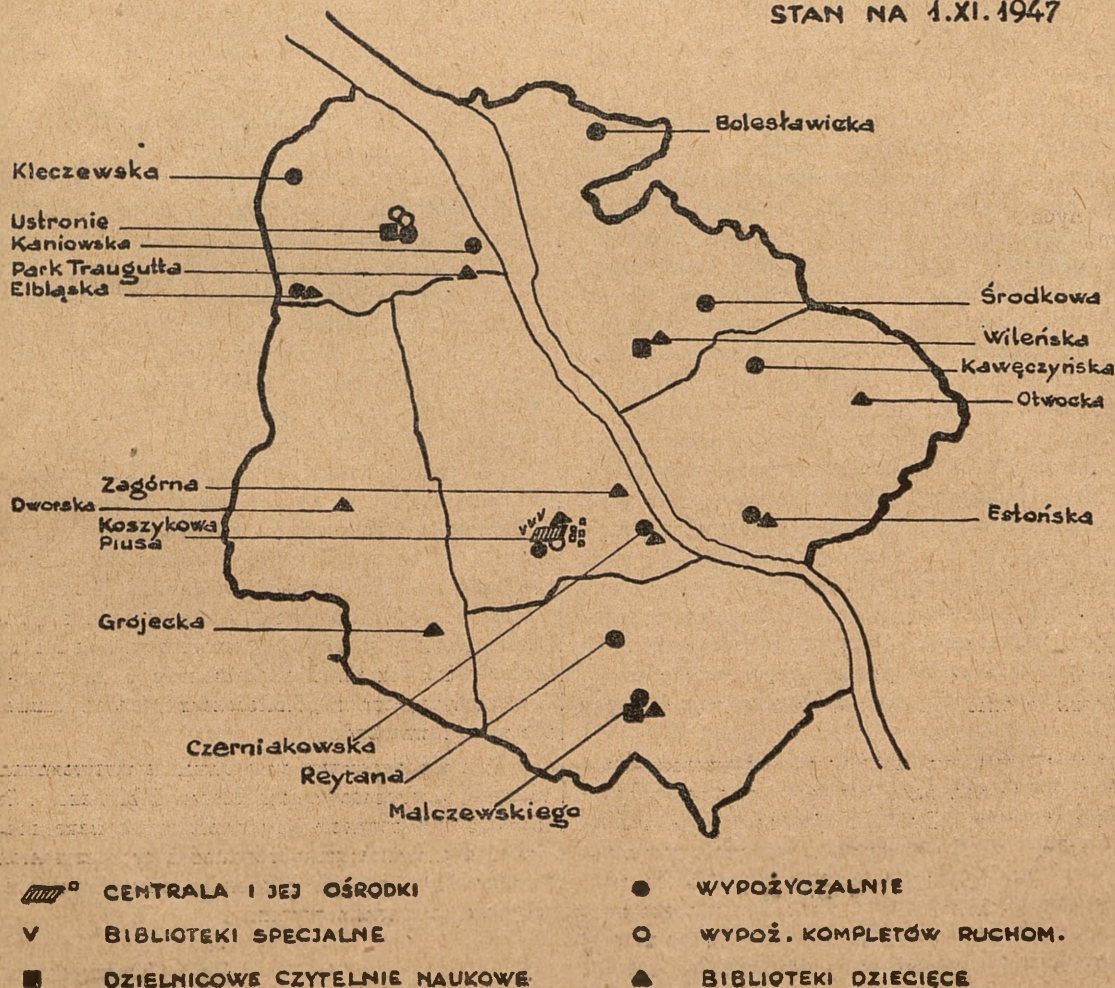 STAN NA 1.XI.1947
Bolesławicka
Kleczewska
Ustronie
Kaniowska
Park Traugutta
Elbląska
Środkowa
Wileńska
Kawęczyńska
Otwocka
Zagórna
Dworska
Koszykowa
Piusa
Estońska
Grójecka
Czerniakowska
Reytana
Malczewskiego
CENTRALA I JEJ OŚRODKI
WYPOŻYCZALNIE
V BIBLIOTEKI SPECJALNE
WYPOŻ. KOMPLETÓW RUCHOM.
DZIELNICOWE CZYTELNIE NAUKOWE
BIBLIOTEKI DZIECIĘCE